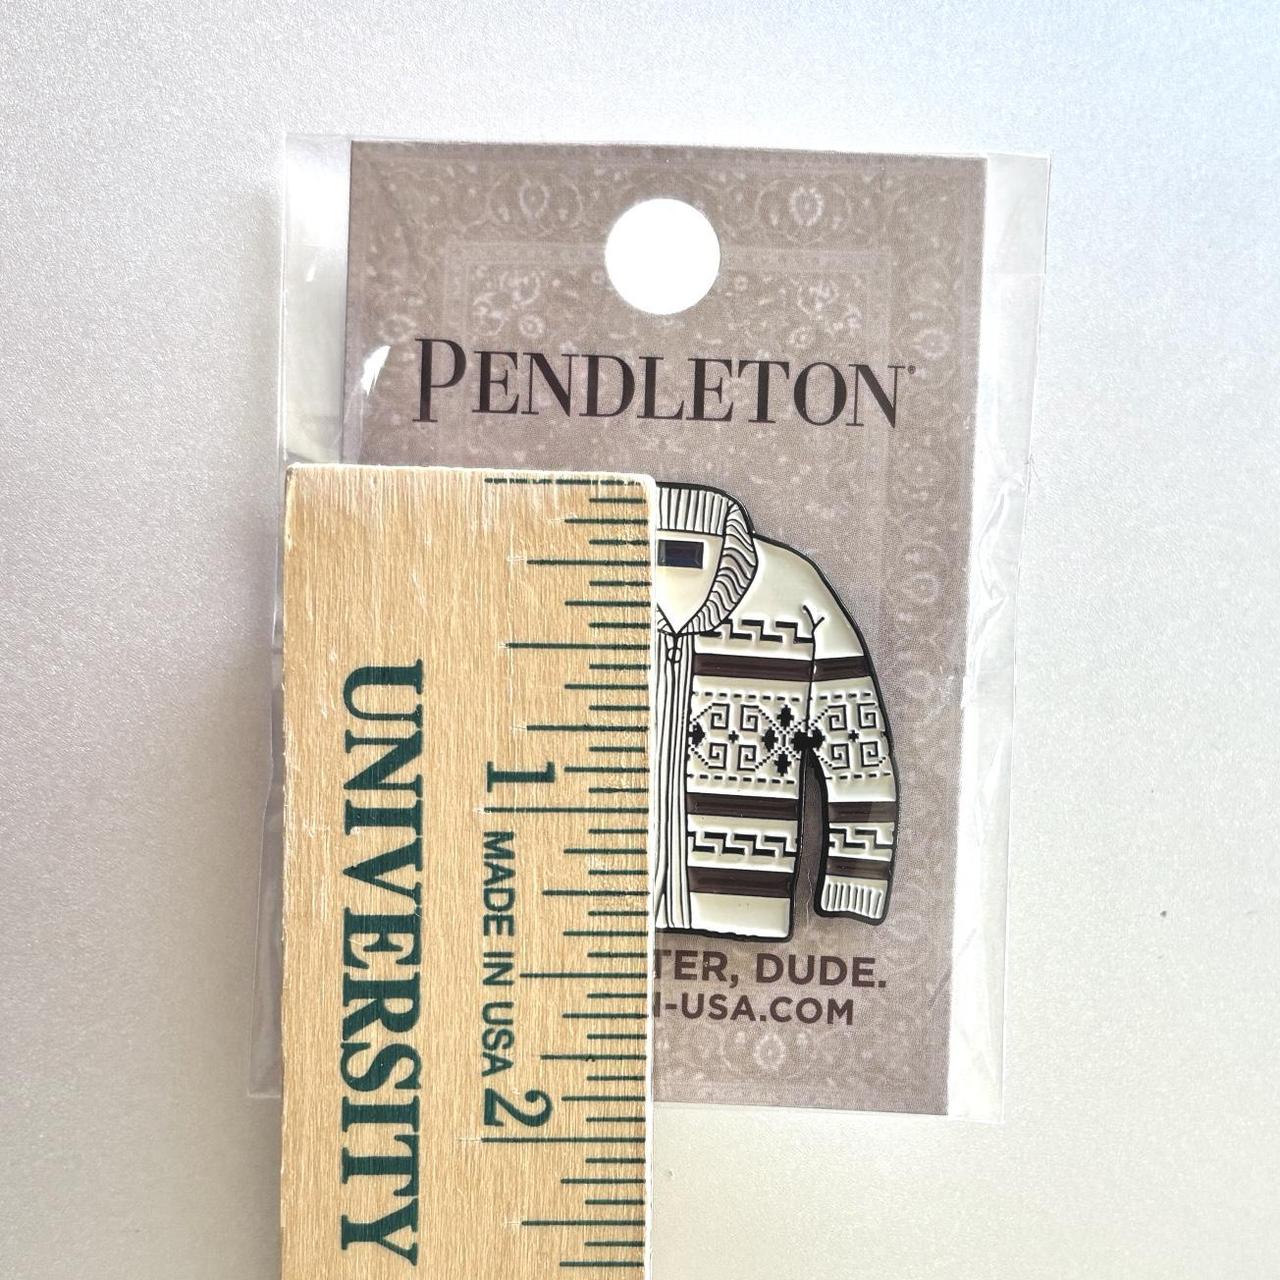 PENDLETON®
TER, DUDE.
-USA.COM
1
MADE IN USA
2
UNIVERSITY